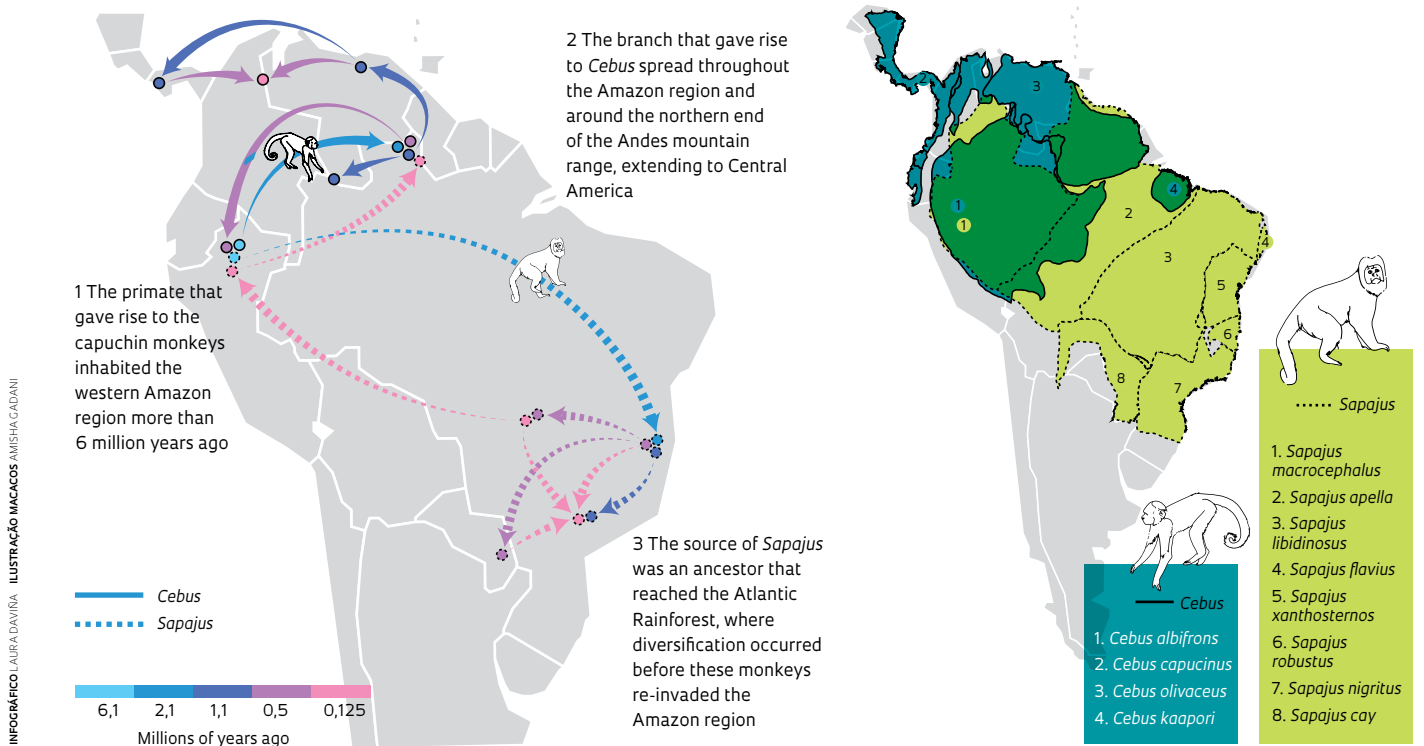 2 The branch that gave rise
to Cebus spread throughout
the Amazon region and
around the northern end
of the Andes mountain
range, extending to Central
America
1 The primate that
gave rise to the
capuchin monkeys
inhabited the
western Amazon
region more than
6 million years ago
3 The source of Sapajus
was an ancestor that
reached the Atlantic
Rainforest, where
diversification occurred
before these monkeys
re-invaded the
Amazon region
Cebus
Sapajus
6,1 2,1 1,1 0,5 0,125
Millions of years ago
INFOGRÁFICO LAURA DAVIÑA ILUSTRAÇÃO MACACOS AMISHA GADANI
2
3
4
1
1
2
3
4
5
6
7
8
Sapajus
1. Sapajus
macrocephalus
2. Sapajus apella
3. Sapajus
libidinosus
4. Sapajus flavius
5. Sapajus
xanthosternos
6. Sapajus
robustus
7. Sapajus nigritus
8. Sapajus cay
Cebus
1. Cebus albifrons
2. Cebus capucinus
3. Cebus olivaceus
4. Cebus kaapori